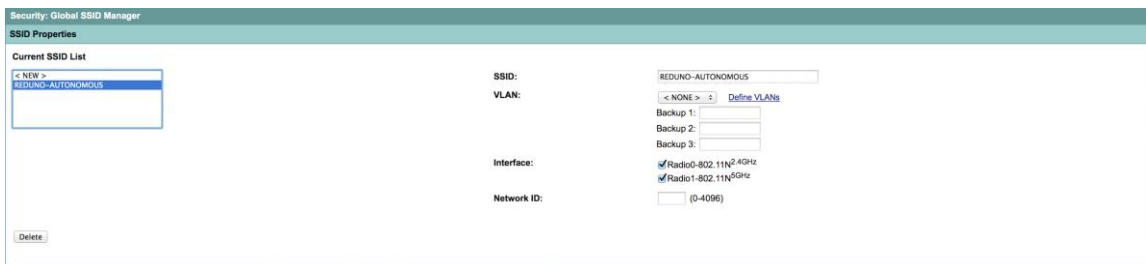 Security: Global SSID Manager
SSID Properties
Current SSID List
< NEW >
REDUNO-AUTONOMOUS
SSID: REDUNO-AUTONOMOUS
VLAN: < NONE > Define VLANs
Backup 1:
Backup 2:
Backup 3:
Interface: Radio0-802.11N2.4GHz
Radio1-802.11N5GHz
Network ID: (0-4096)
Delete